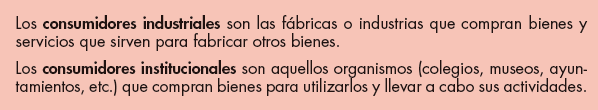 Los consumidores industriales son las fábricas o industrias que compran bienes y
servicios que sirven para fabricar otros bienes.
Los consumidores institucionales son aquellos organismos (colegios, museos, ayun-
tamientos, etc.) que compran bienes para utilizarlos y llevar a cabo sus actividades.